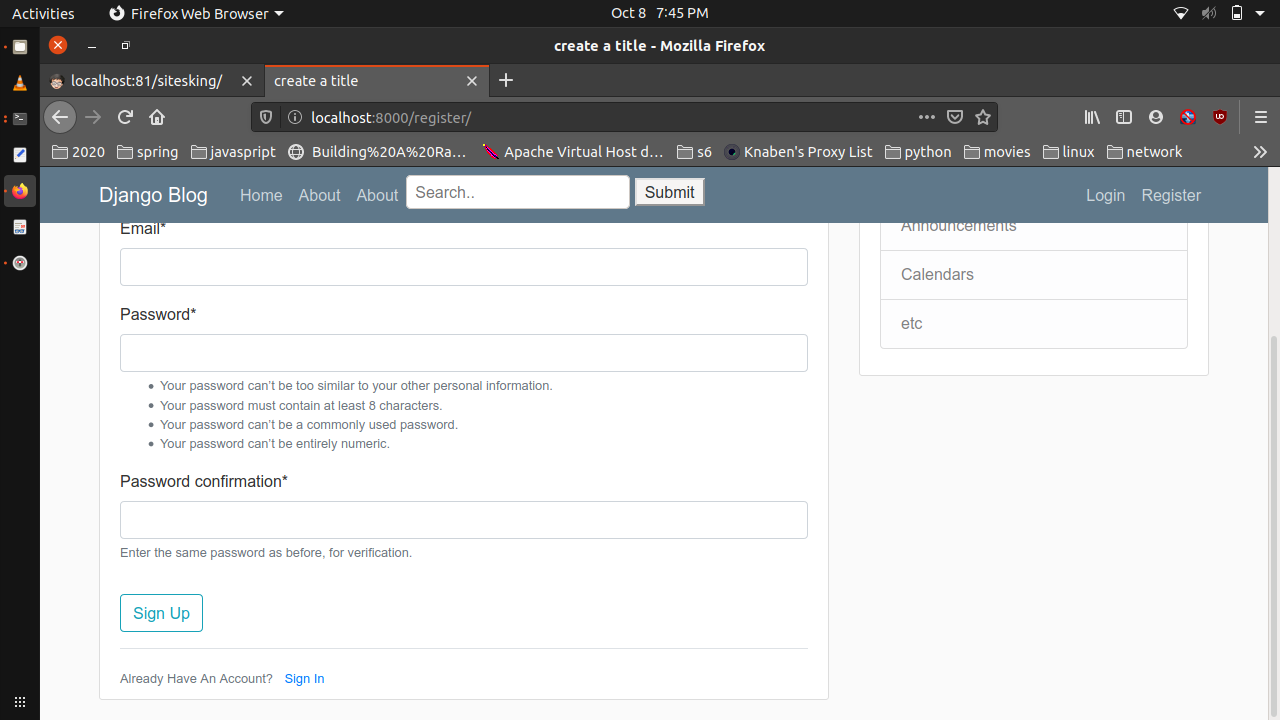 Activities Firefox Web Browser Oct 8 7:45 PM
create a title - Mozilla Firefox
localhost:81/sitesking/ create a title
localhost:8000/register/
2020 spring javascript Building%20A%20Ra... Apache Virtual Host d... s6 Knaben's Proxy List python movies linux network
Django Blog Home About About Search.. Submit Login Register
Email*
Password*
Your password can't be too similar to your other personal information.
Your password must contain at least 8 characters.
Your password can't be a commonly used password.
Your password can't be entirely numeric.
Password confirmation*
Enter the same password as before, for verification.
Sign Up
Already Have An Account? Sign In
Announcements
Calendars
etc